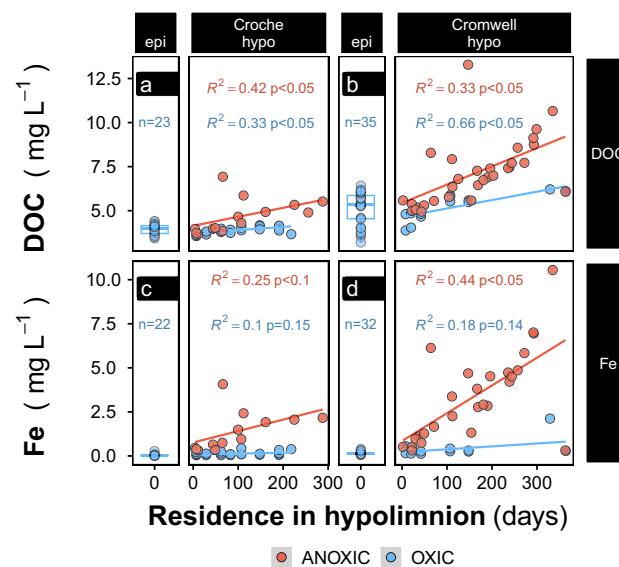 Croche Cromwell
epi hypo epi hypo
a b
R² = 0.42 p<0.05 R² = 0.33 p<0.05
n=23 R² = 0.33 p<0.05 n=35 R² = 0.66 p<0.05
12.5
10.0
7.5
5.0
DOC ( mg L⁻¹ )
DOC
c d
R² = 0.25 p<0.1 R² = 0.44 p<0.05
n=22 R² = 0.1 p=0.15 n=32 R² = 0.18 p=0.14
10.0
7.5
5.0
2.5
0.0
Fe ( mg L⁻¹ )
Fe
0 0 100 200 300 0 0 100 200 300
Residence in hypolimnion (days)
ANOXIC OXIC